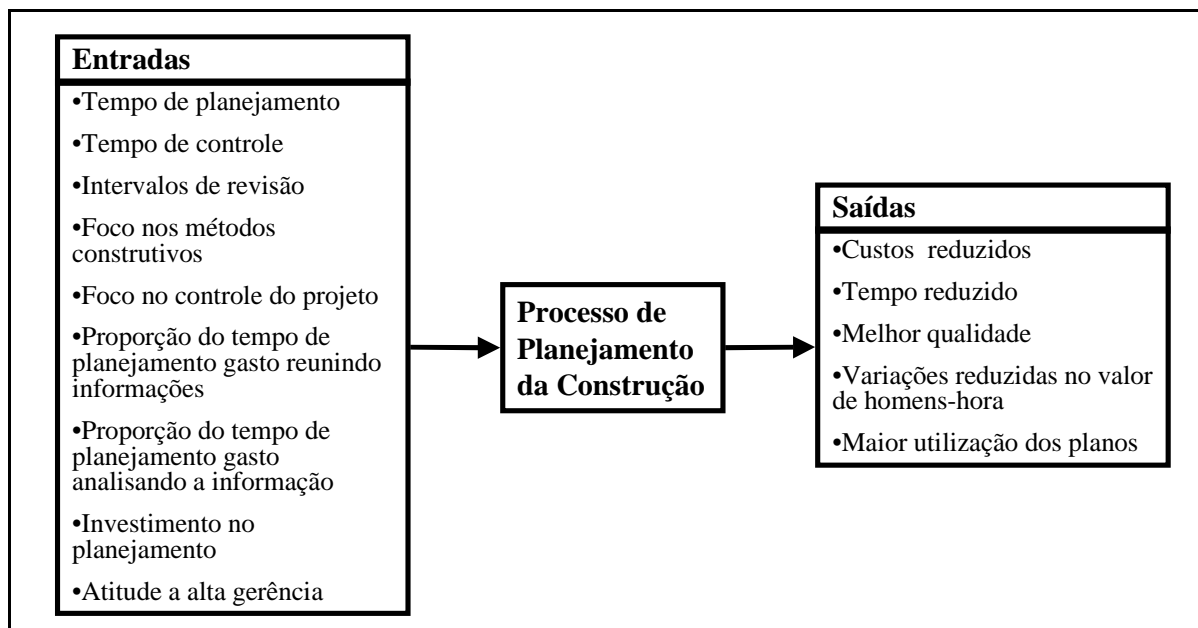 Entradas
•Tempo de planejamento
•Tempo de controle
•Intervalos de revisão
•Foco nos métodos
construtivos
•Foco no controle do projeto
•Proporção do tempo de
planejamento gasto reunindo
informações
•Proporção do tempo de
planejamento gasto
analisando a informação
•Investimento no
planejamento
•Atitude a alta gerência
Processo de
Planejamento
da Construção
Saídas
•Custos reduzidos
•Tempo reduzido
•Melhor qualidade
•Variações reduzidas no valor
de homens-hora
•Maior utilização dos planos